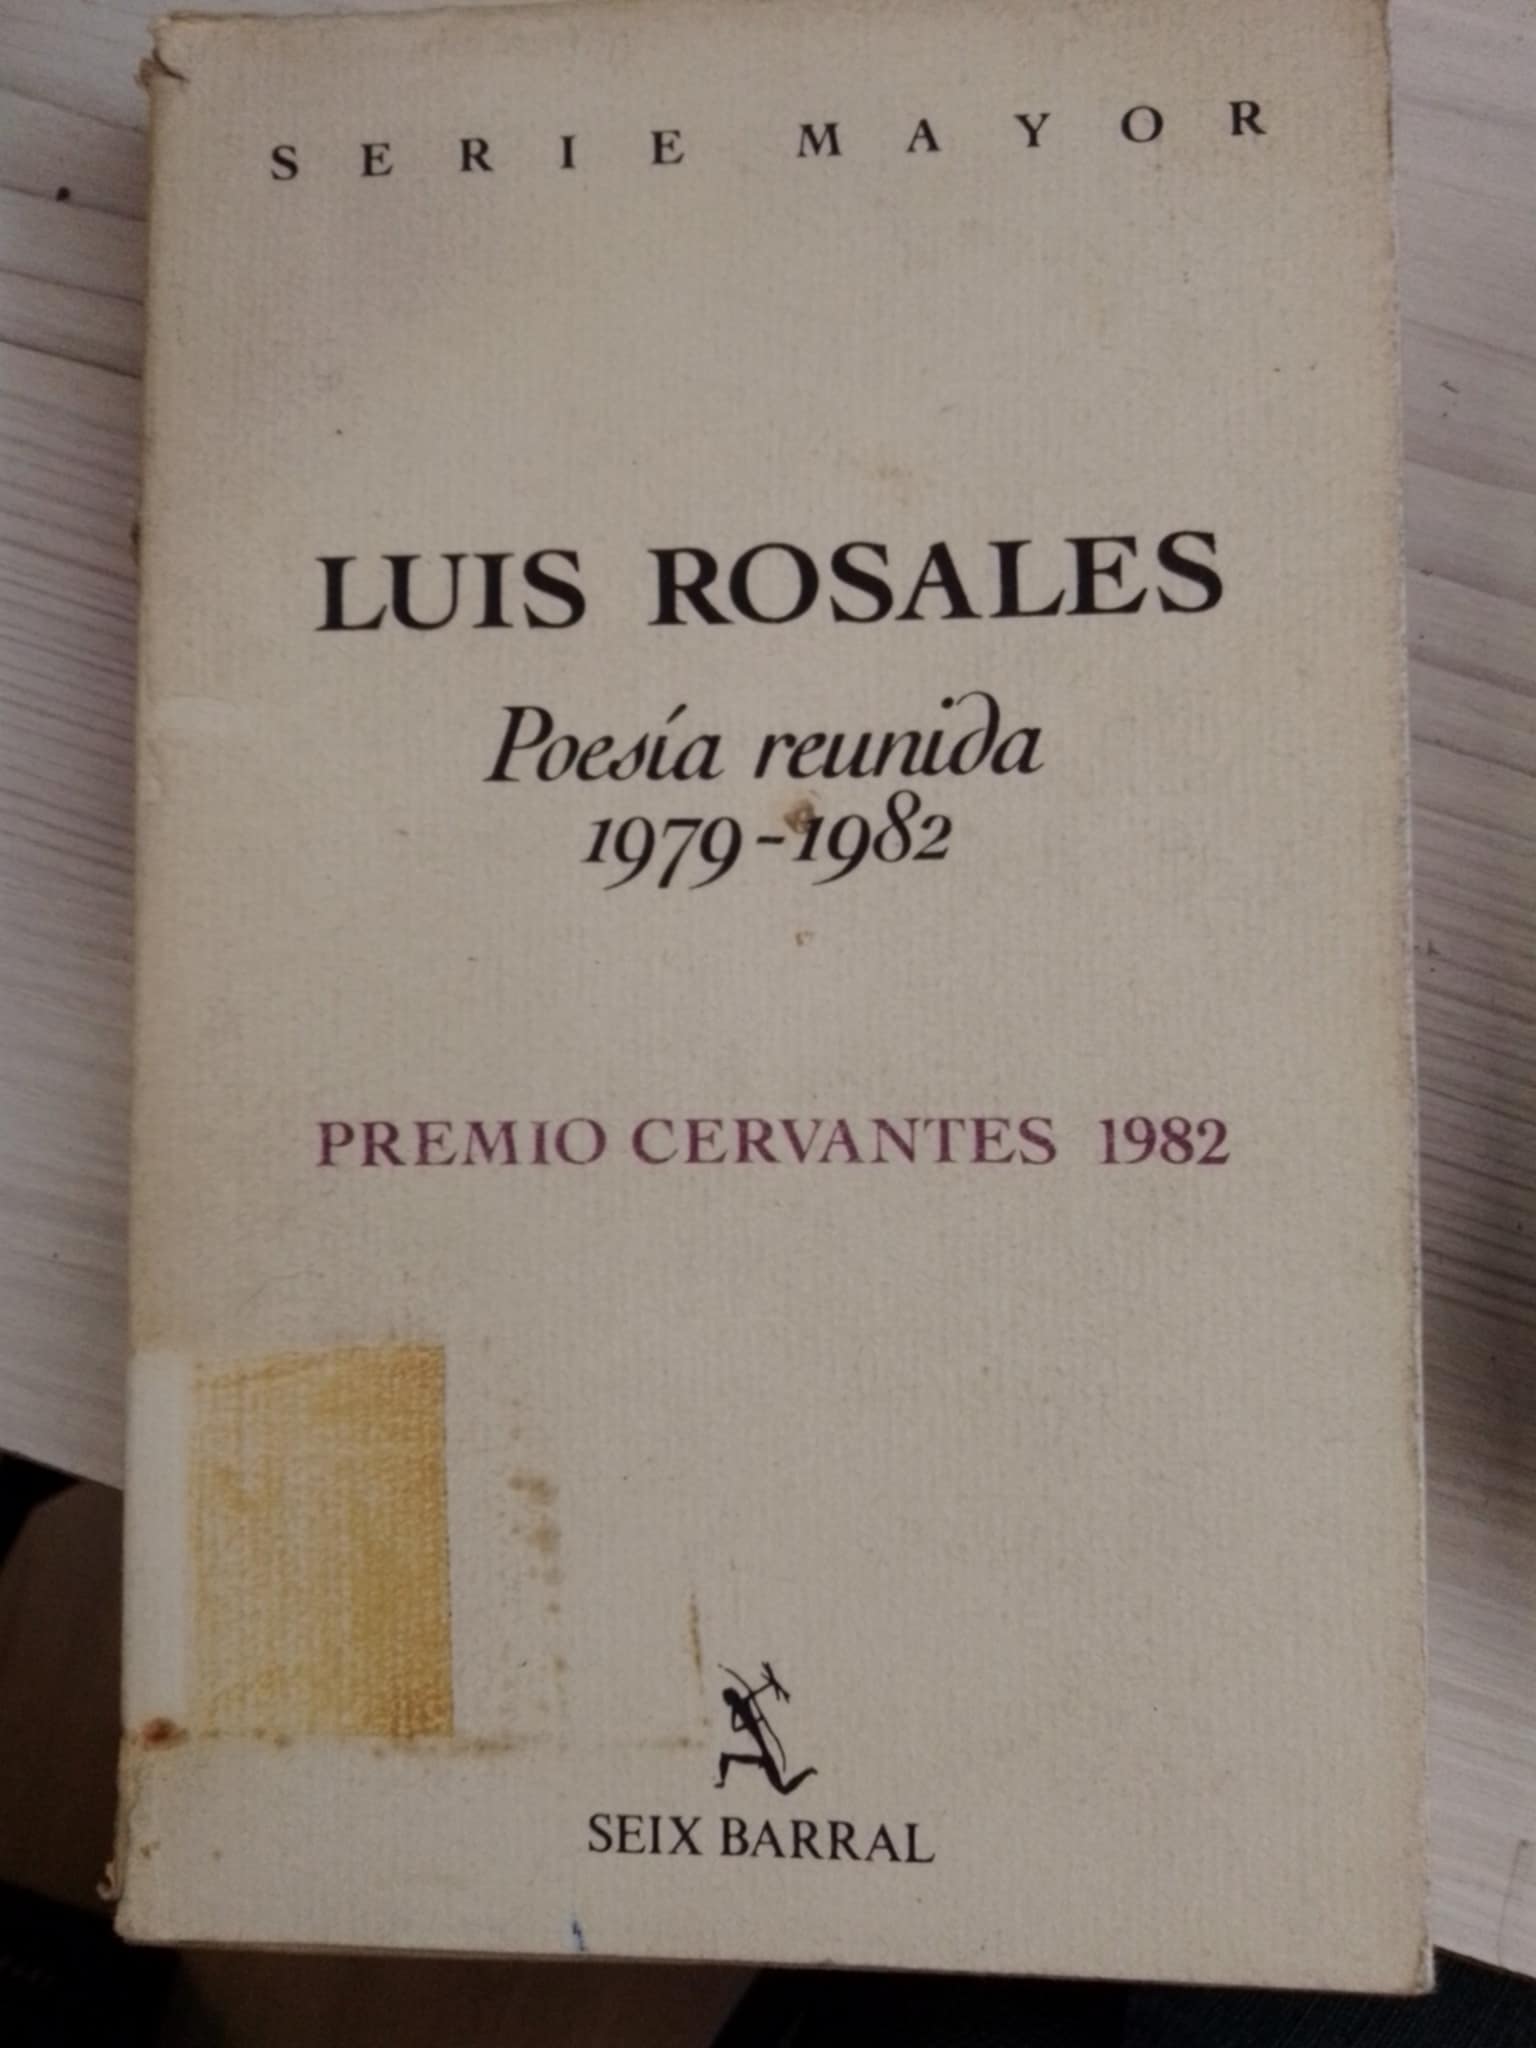 SERIE MAYOR
LUIS ROSALES
Poesía reunida
1979-1982
PREMIO CERVANTES 1982
SEIX BARRAL